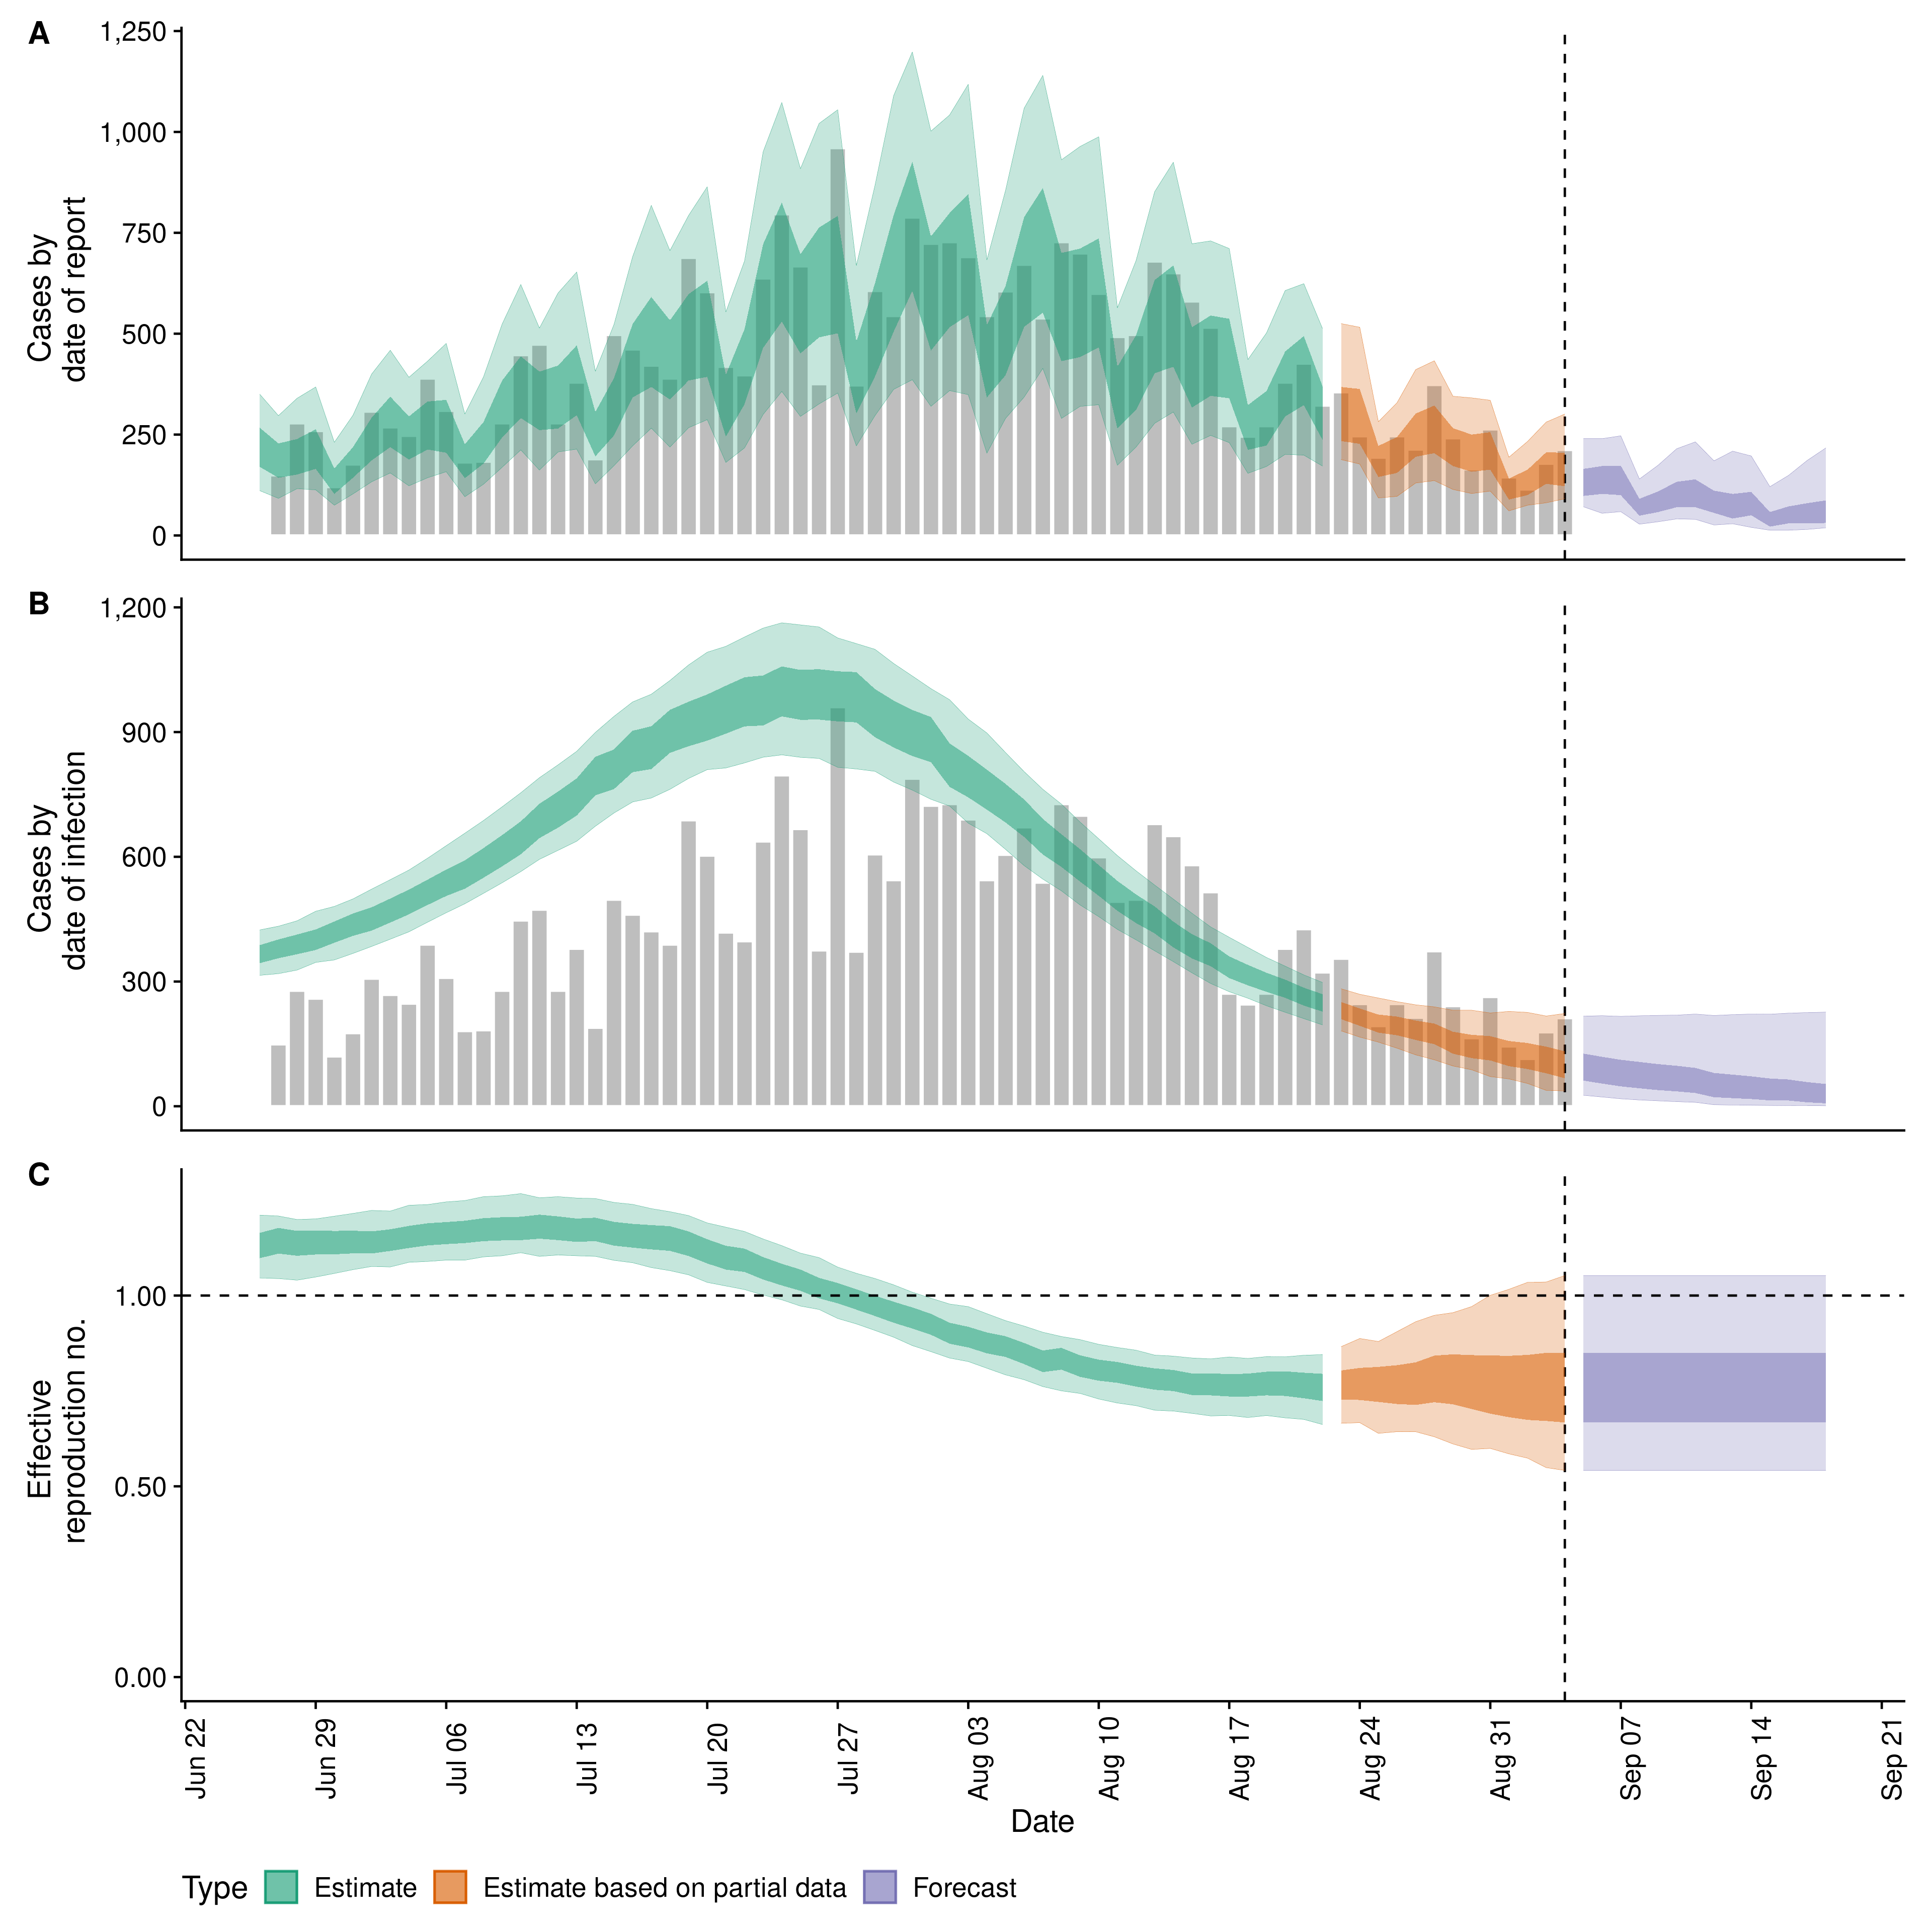 A
1,250
1,000
750
500
250
0
Cases by
date of report
B
1,200
900
600
300
0
Cases by
date of infection
C
1.00
0.50
0.00
Effective
reproduction no.
Jun 22
Jun 29
Jul 06
Jul 13
Jul 20
Jul 27
Aug 03
Aug 10
Aug 17
Aug 24
Aug 31
Sep 07
Sep 14
Sep 21
Date
Type Estimate Estimate based on partial data Forecast